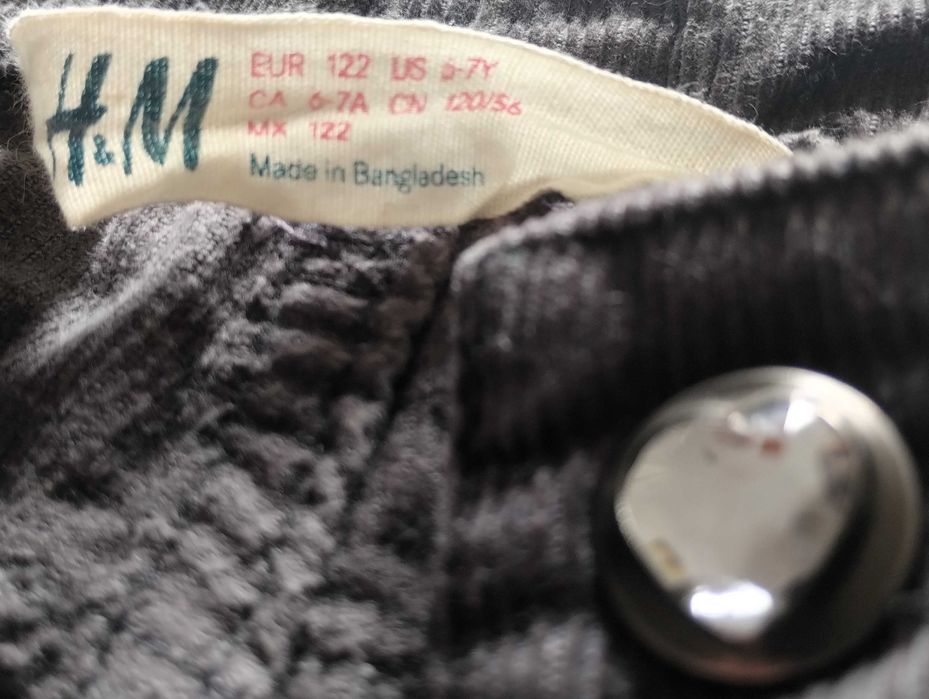 H&M
EUR 122 US 6-7Y
CA 6-7A CN 120/56
MX 122
Made in Bangladesh